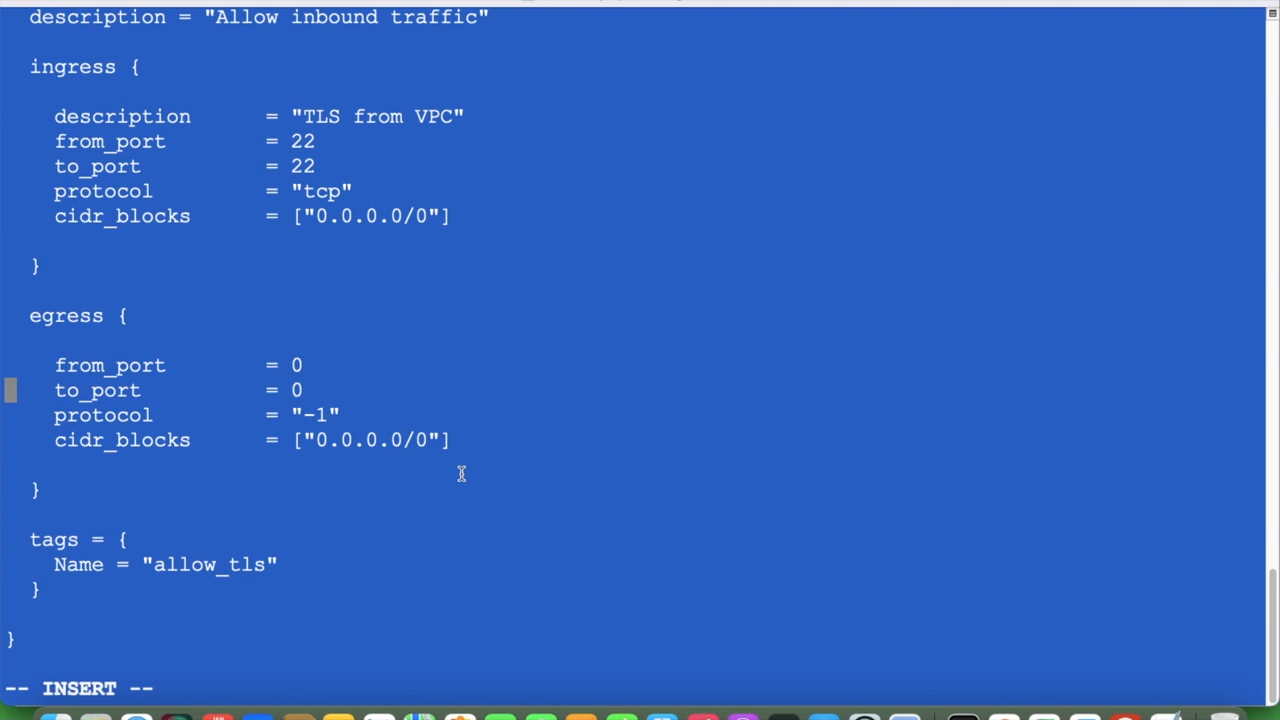 description = "Allow inbound traffic"
ingress {
description = "TLS from VPC"
from_port = 22
to_port = 22
protocol = "tcp"
cidr_blocks = ["0.0.0.0/0"]
}
egress {
from_port = 0
to_port = 0
protocol = "-1"
cidr_blocks = ["0.0.0.0/0"]
}
tags = {
Name = "allow_tls"
}
}
-- INSERT --